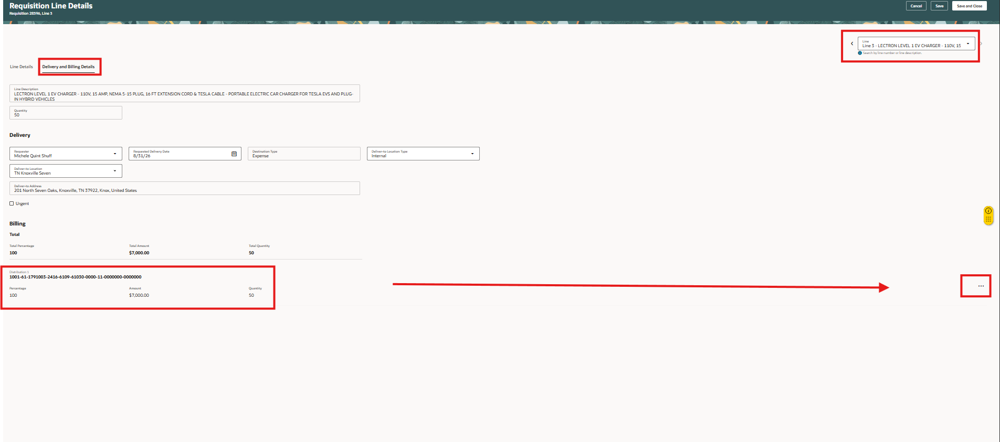 Requisition Line Details
Requisition 28396, Line 3
Cancel
Save
Save and Close
Line
Line 3 - LECTRON LEVEL 1 EV CHARGER - 110V, 15
Search by line number or line description.
Line Details
Delivery and Billing Details
Line Description
LECTRON LEVEL 1 EV CHARGER - 110V, 15 AMP, NEMA 5-15 PLUG, 16 FT EXTENSION CORD & TESLA CABLE - PORTABLE ELECTRIC CAR CHARGER FOR TESLA EVS AND PLUG-
IN HYBRID VEHICLES
Quantity
50
Delivery
Requester
Michele Quint Shuff
Requested Delivery Date
8/31/26
Destination Type
Expense
Deliver-to Location Type
Internal
Deliver-to Location
TN Knoxville Seven
Deliver-to Address
201 North Seven Oaks, Knoxville, TN 37922, Knox, United States
Urgent
Billing
Total
Total Percentage
100
Total Amount
$7,000.00
Total Quantity
50
Distribution 1
1001-61-1791003-2416-6109-61030-0000-11-0000000-0000000
Percentage
100
Amount
$7,000.00
Quantity
50